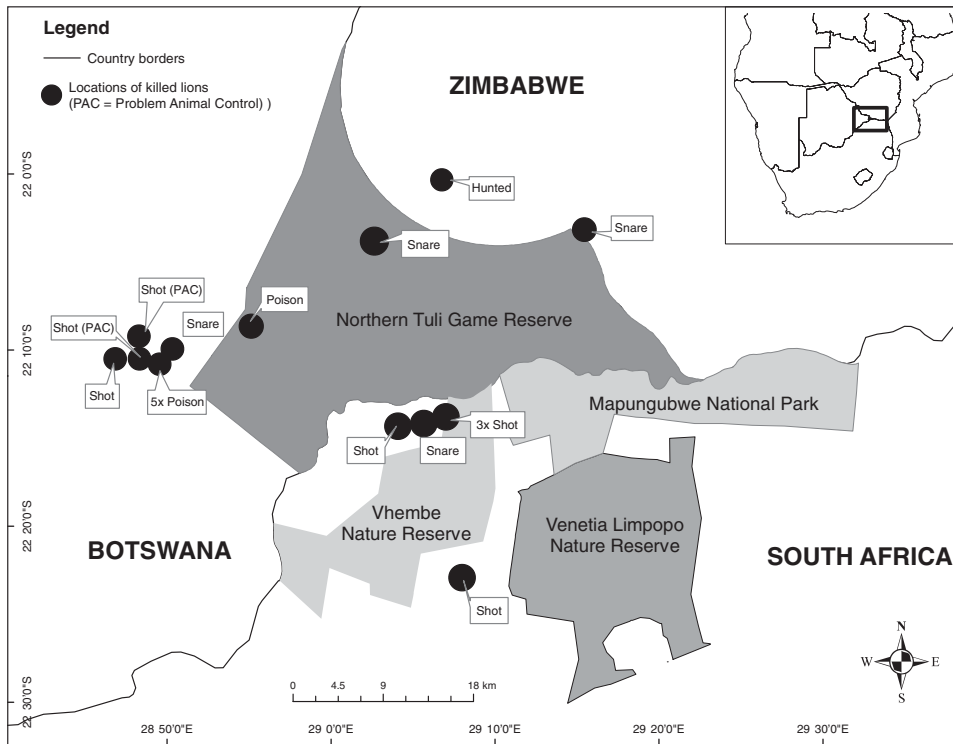 Legend
Country borders
Locations of killed lions
(PAC = Problem Animal Control) )
ZIMBABWE
22 0'0"S
Hunted
Snare
Snare
Shot (PAC)
Poison
Shot (PAC)
Snare
Northern Tuli Game Reserve
22 10'0"S
Shot
5x Poison
Mapungubwe National Park
3x Shot
Shot
Snare
22 20'0"S
Vhembe
Nature Reserve
Venetia Limpopo
Nature Reserve
BOTSWANA
SOUTH AFRICA
Shot
N
W
E
S
0
4.5
9
18 km
22 30'0"S
28 50'0"E
29 0'0"E
29 10'0"E
29 20'0"E
29 30'0"E